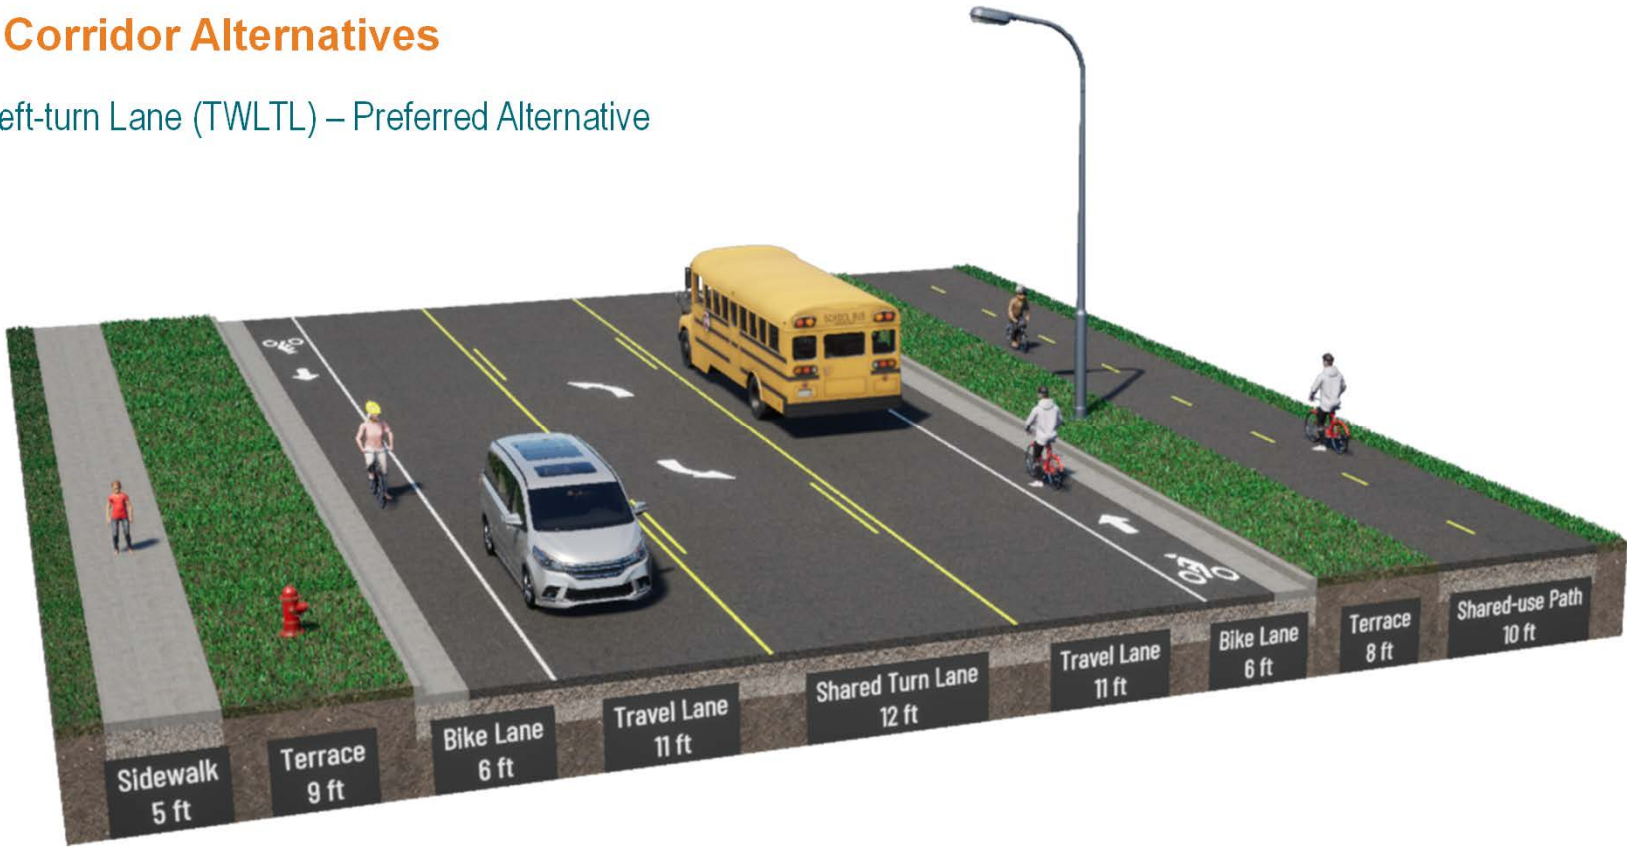 Corridor Alternatives
eft-turn Lane (TWLTL) – Preferred Alternative
SCHOOL BUS
Sidewalk
5 ft
Terrace
9 ft
Bike Lane
6 ft
Travel Lane
11 ft
Shared Turn Lane
12 ft
Travel Lane
11 ft
Bike Lane
6 ft
Terrace
8 ft
Shared-use Path
10 ft